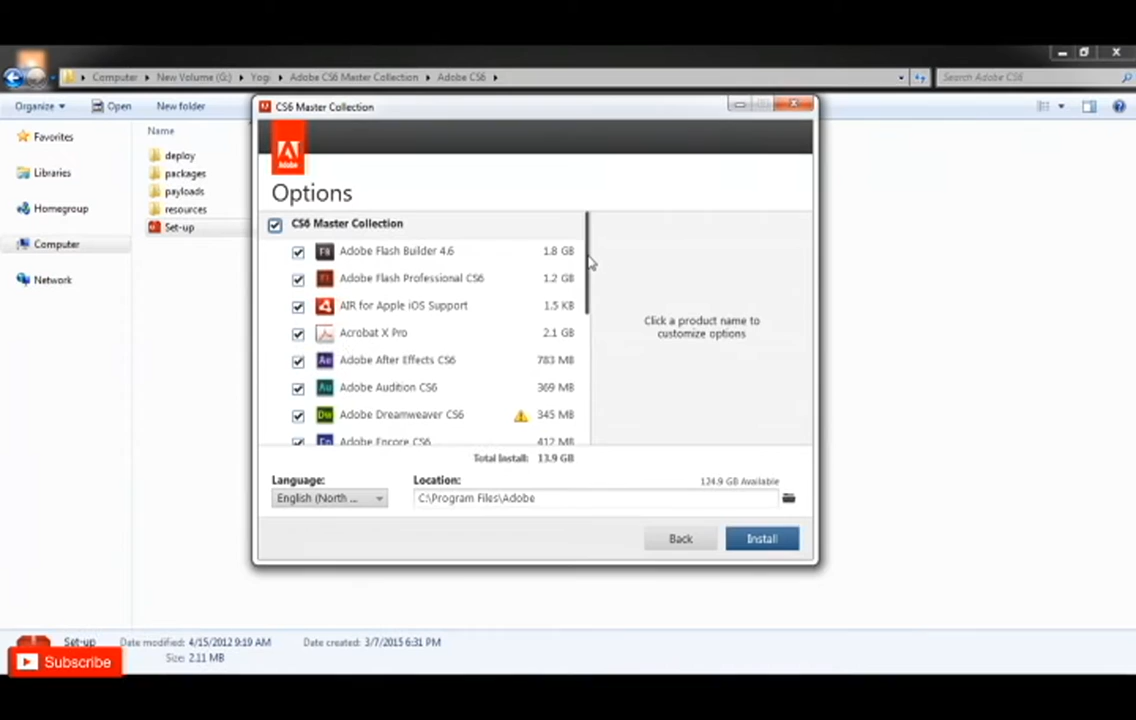 Computer ▸ New Volume (G:) ▸ Yogi ▸ Adobe CS6 Master Collection ▸ Adobe CS6 ▸
Search Adobe CS6
Organize
Open
New folder
Favorites
Libraries
Homegroup
Computer
Network
Name
deploy
packages
payloads
resources
Set-up
CS6 Master Collection
Adobe
Options
CS6 Master Collection
Adobe Flash Builder 4.6 1.8 GB
Adobe Flash Professional CS6 1.2 GB
AIR for Apple iOS Support 1.5 KB
Acrobat X Pro 2.1 GB
Ae Adobe After Effects CS6 783 MB
Au Adobe Audition CS6 369 MB
Dw Adobe Dreamweaver CS6 345 MB
Adobe Encore CS6 412 MB
Click a product name to
customize options
Total Install: 13.9 GB
Language:
English (North ...
Location:
124.9 GB Available
C:\Program Files\Adobe
Back
Install
Set-up Date modified: 4/15/2012 9:19 AM Date created: 3/7/2015 6:31 PM
Size: 2.11 MB
Subscribe